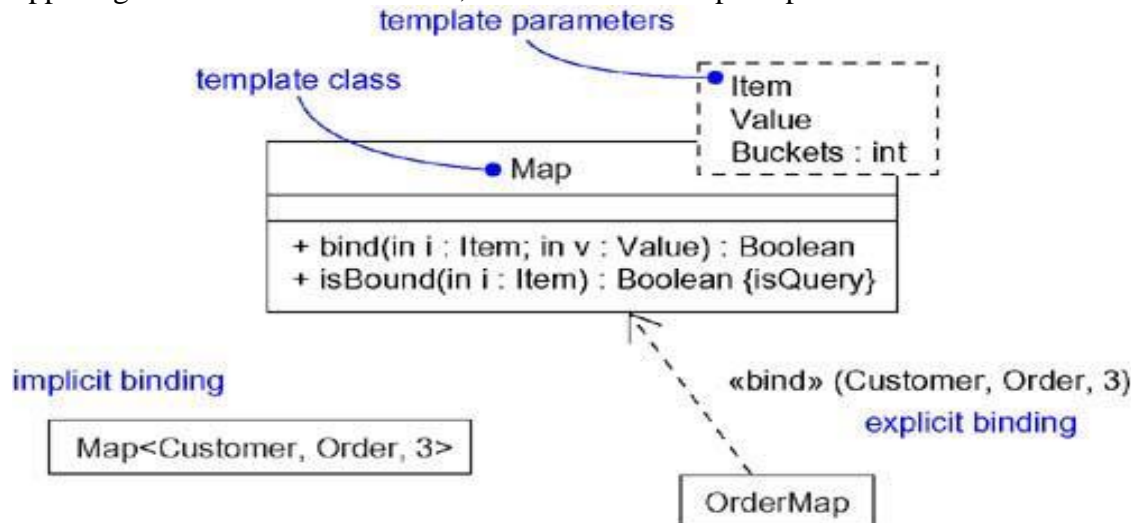 template parameters
template class
Item
Value
Buckets : int
Map
+ bind(in i : Item; in v : Value) : Boolean
+ isBound(in i : Item) : Boolean {isQuery}
implicit binding
«bind» (Customer, Order, 3)
explicit binding
Map<Customer, Order, 3>
OrderMap